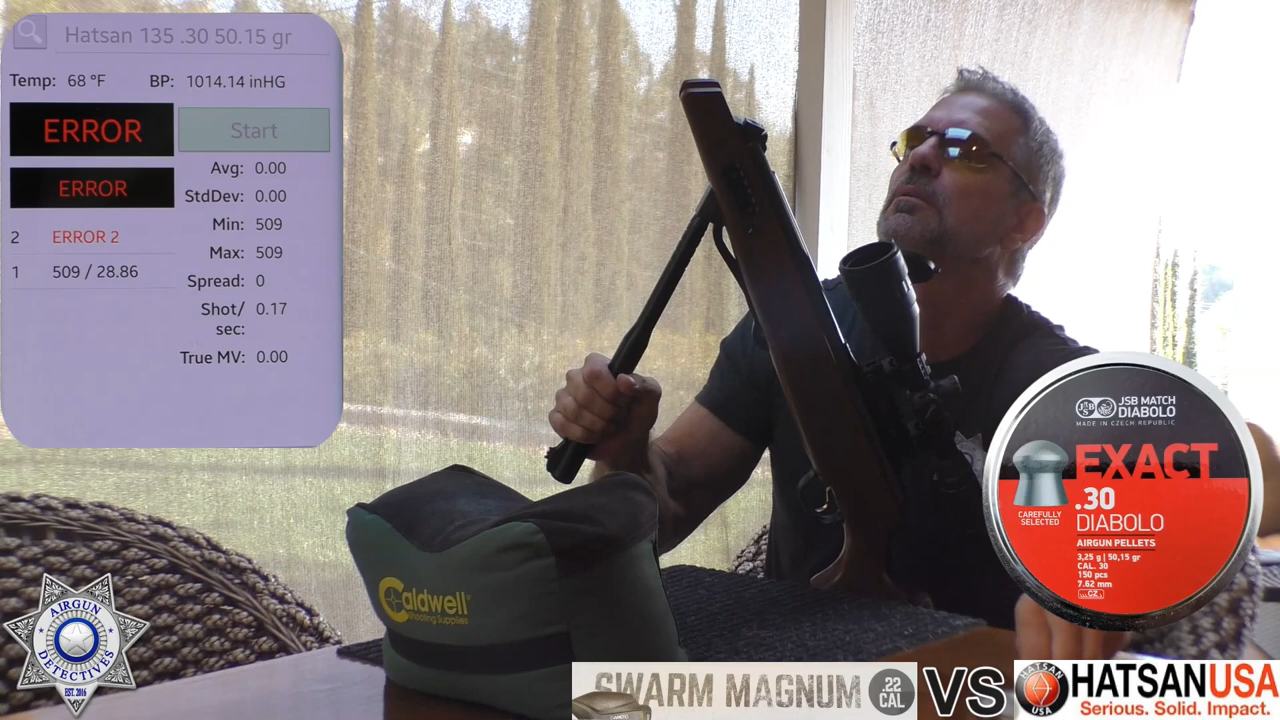 Hatsan 135 .30 50.15 gr
Temp: 68 °F BP: 1014.14 inHG
ERROR
Start
ERROR
Avg: 0.00
StdDev: 0.00
2 ERROR 2
Min: 509
1 509 / 28.86
Max: 509
Spread: 0
Shot/
sec: 0.17
True MV: 0.00
JSB MATCH
DIABOLO
MADE IN CZECH REPUBLIC
EXACT
.30
DIABOLO
CAREFULLY
SELECTED
AIRGUN PELLETS
3,25 g | 50,15 gr
CAL. 30
150 pcs
7.62 mm
CZ
Caldwell
Shooting Supplies
AIRGUN
DETECTIVES
EST. 2016
SWARM MAGNUM .22 CAL
VS
HATSAN USA
HATSANUSA
Serious. Solid. Impact.